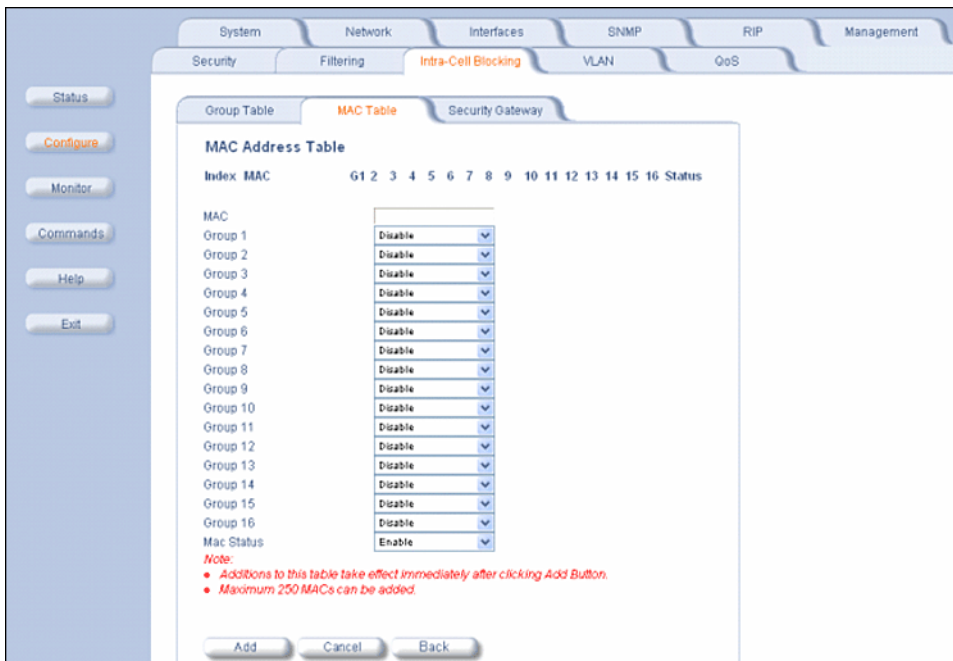 System Network Interfaces SNMP RIP Management
Security Filtering Intra-Cell Blocking VLAN QoS
Status
Configure
Monitor
Commands
Help
Exit
Group Table MAC Table Security Gateway
MAC Address Table
Index MAC G1 2 3 4 5 6 7 8 9 10 11 12 13 14 15 16 Status
MAC
Group 1 Disable
Group 2 Disable
Group 3 Disable
Group 4 Disable
Group 5 Disable
Group 6 Disable
Group 7 Disable
Group 8 Disable
Group 9 Disable
Group 10 Disable
Group 11 Disable
Group 12 Disable
Group 13 Disable
Group 14 Disable
Group 15 Disable
Group 16 Disable
Mac Status Enable
Note:
• Additions to this table take effect immediately after clicking Add Button.
• Maximum 250 MACs can be added.
Add Cancel Back